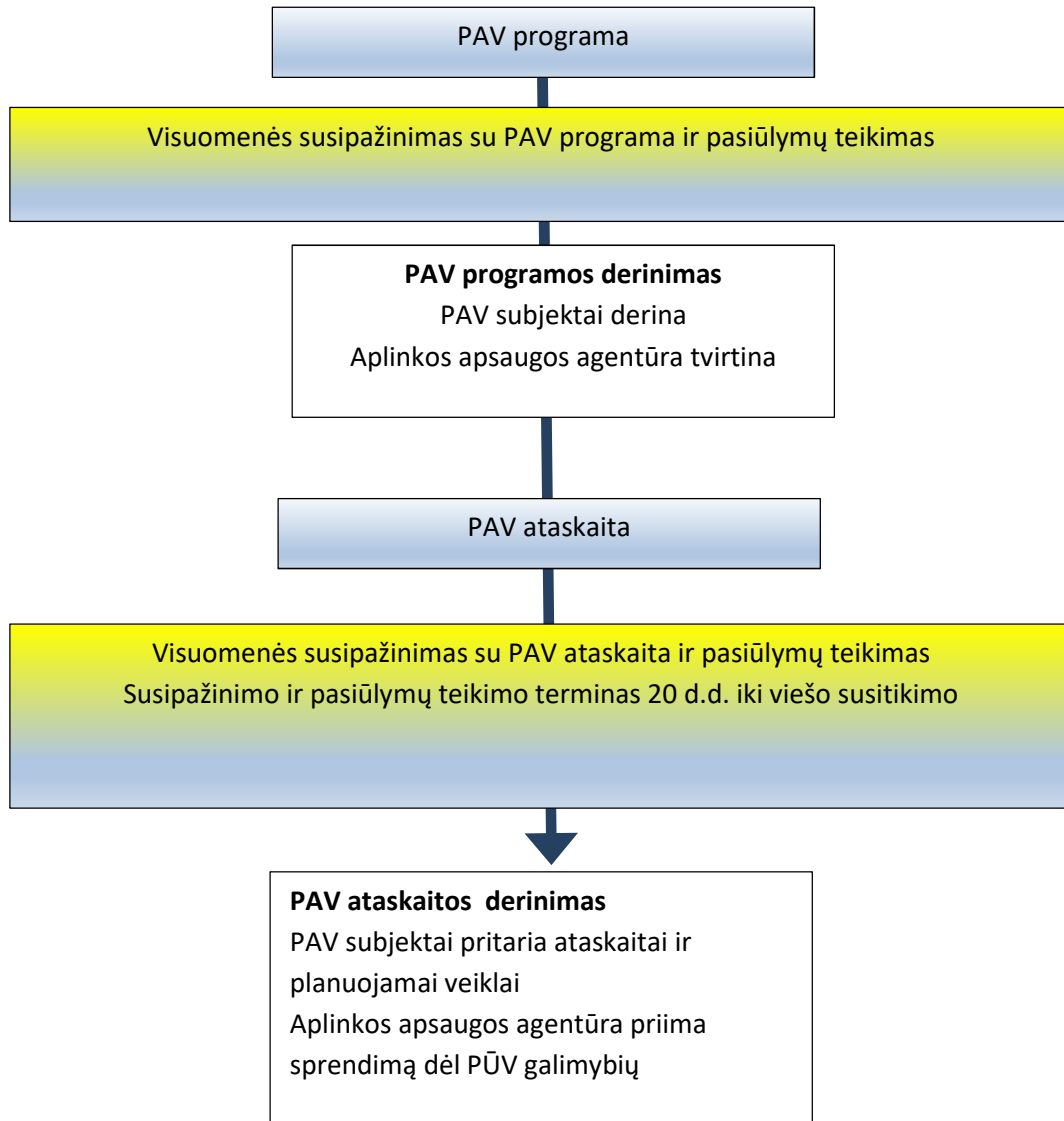 PAV programa
Visuomenės susipažinimas su PAV programa ir pasiūlymų teikimas
PAV programos derinimas
PAV subjektai derina
Aplinkos apsaugos agentūra tvirtina
PAV ataskaita
Visuomenės susipažinimas su PAV ataskaita ir pasiūlymų teikimas
Susipažinimo ir pasiūlymų teikimo terminas 20 d.d. iki viešo susitikimo
PAV ataskaitos derinimas
PAV subjektai pritaria ataskaitai ir
planuojamai veiklai
Aplinkos apsaugos agentūra priima
sprendimą dėl PŪV galimybių